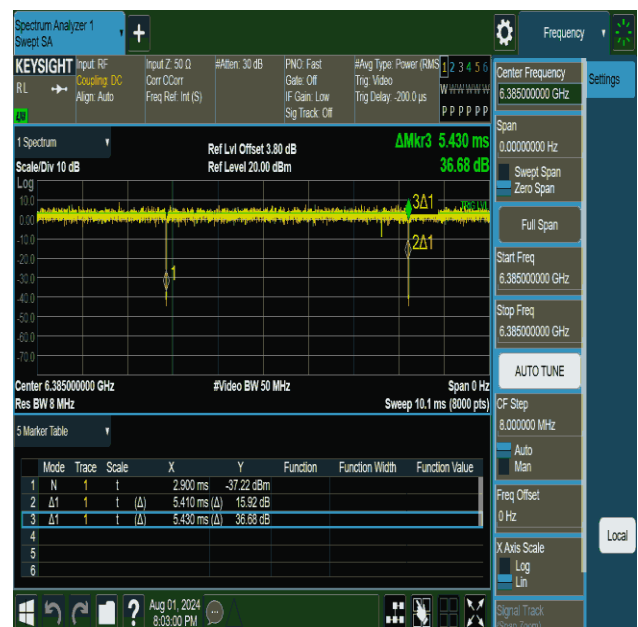 Spectrum Analyzer 1
Swept SA
Frequency
KEYSIGHT
RL
Input: RF
Coupling: DC
Align: Auto
Input Z: 50 Ω
Corr CCorr
Freq Ref: Int (S)
#Atten: 30 dB
PNO: Fast
Gate: Off
IF Gain: Low
Sig Track: Off
#Avg Type: Power (RMS
Trig: Video
Trig Delay: -200.0 µs
1 2 3 4 5 6
W W W W W W
P P P P P P
1 Spectrum
Scale/Div 10 dB
Ref Lvl Offset 3.80 dB
Ref Level 20.00 dBm
ΔMkr3 5.430 ms
36.68 dB
Log
10.0
0.00
-10.0
-20.0
-30.0
-40.0
-50.0
-60.0
-70.0
3Δ1
TRIG LVL
2Δ1
1
Center 6.385000000 GHz
#Video BW 50 MHz
Span 0 Hz
Res BW 8 MHz
Sweep 10.1 ms (8000 pts)
5 Marker Table
Mode Trace Scale X Y Function Function Width Function Value
1 N 1 t 2.900 ms -37.22 dBm
2 Δ1 1 t (Δ) 5.410 ms (Δ) 15.92 dB
3 Δ1 1 t (Δ) 5.430 ms (Δ) 36.68 dB
4
5
6
Aug 01, 2024
8:03:00 PM
Center Frequency
6.385000000 GHz
Settings
Span
0.00000000 Hz
Swept Span
Zero Span
Full Span
Start Freq
6.385000000 GHz
Stop Freq
6.385000000 GHz
AUTO TUNE
CF Step
8.000000 MHz
Auto
Man
Freq Offset
0 Hz
Local
X Axis Scale
Log
Lin
Signal Track
(Span Zoom)